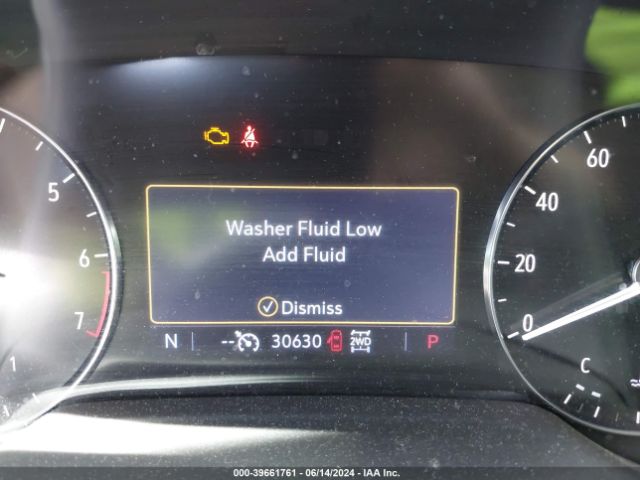 60
5
40
Washer Fluid Low
Add Fluid
6
20
Dismiss
7
0
N -- 30630 2WD P
1
C
000-39661761 - 06/14/2024 - IAA Inc.